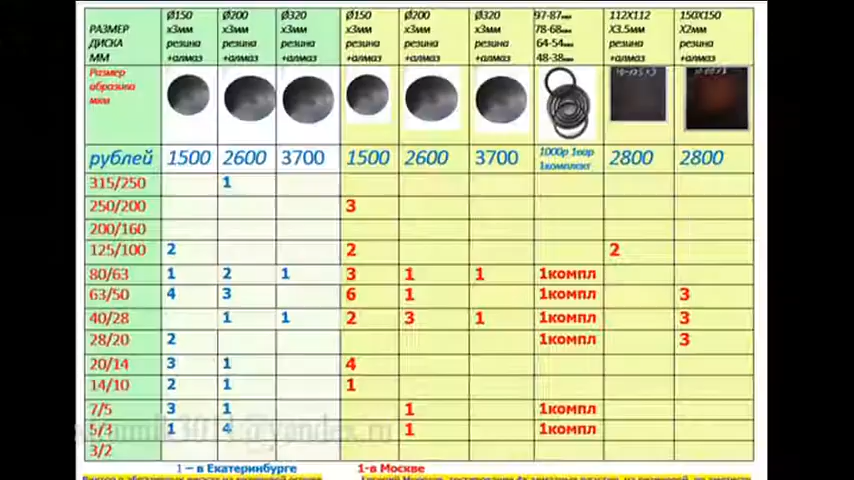 РАЗМЕР ДИСКА ММ Ø150 х3мм резина +алмаз Ø200 х3мм резина +алмаз Ø320 х3мм резина +алмаз Ø150 х3мм резина +алмаз Ø200 х3мм резина +алмаз Ø320 х3мм резина +алмаз 97-87мм 78-68мм 64-54мм 48-38мм 112Х112 Х3.5мм резина +алмаз 150Х150 Х2мм резина +алмаз
Размер абразива мкм
рублей 1500 2600 3700 1500 2600 3700 1000р 1вар 1комплект 2800 2800
315/250 1
250/200 3
200/160
125/100 2 2 2
80/63 1 2 1 3 1 1 1компл
63/50 4 3 6 1 1компл 3
40/28 1 1 2 3 1 1компл 3
28/20 2 1компл 3
20/14 3 1 4
14/10 2 1 1
7/5 3 1 1 1компл
5/3 1 4 1 1компл
3/2
1 – в Екатеринбурге 1-в Москве